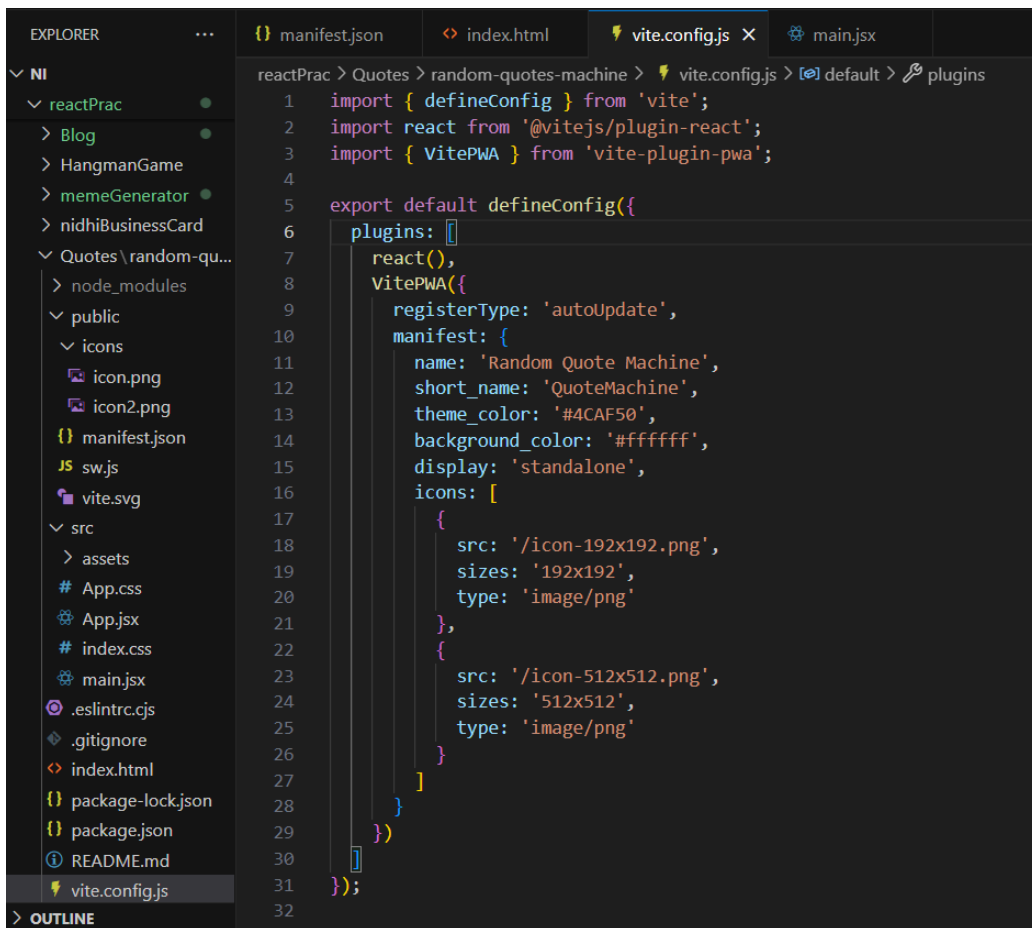 EXPLORER ...
NI
reactPrac
Blog
HangmanGame
memeGenerator
nidhiBusinessCard
Quotes\random-qu...
node_modules
public
icons
icon.png
icon2.png
{} manifest.json
JS sw.js
vite.svg
src
assets
# App.css
App.jsx
# index.css
main.jsx
.eslintrc.cjs
.gitignore
<> index.html
{} package-lock.json
{} package.json
README.md
vite.config.js
OUTLINE
{} manifest.json <> index.html vite.config.js × main.jsx
reactPrac > Quotes > random-quotes-machine > vite.config.js > default > plugins
1 import { defineConfig } from 'vite';
2 import react from '@vitejs/plugin-react';
3 import { VitePWA } from 'vite-plugin-pwa';
4
5 export default defineConfig({
6   plugins: [
7     react(),
8     VitePWA({
9       registerType: 'autoUpdate',
10       manifest: {
11         name: 'Random Quote Machine',
12         short_name: 'QuoteMachine',
13         theme_color: '#4CAF50',
14         background_color: '#ffffff',
15         display: 'standalone',
16         icons: [
17           {
18             src: '/icon-192x192.png',
19             sizes: '192x192',
20             type: 'image/png'
21           },
22           {
23             src: '/icon-512x512.png',
24             sizes: '512x512',
25             type: 'image/png'
26           }
27         ]
28       }
29     })
30   ]
31 });
32